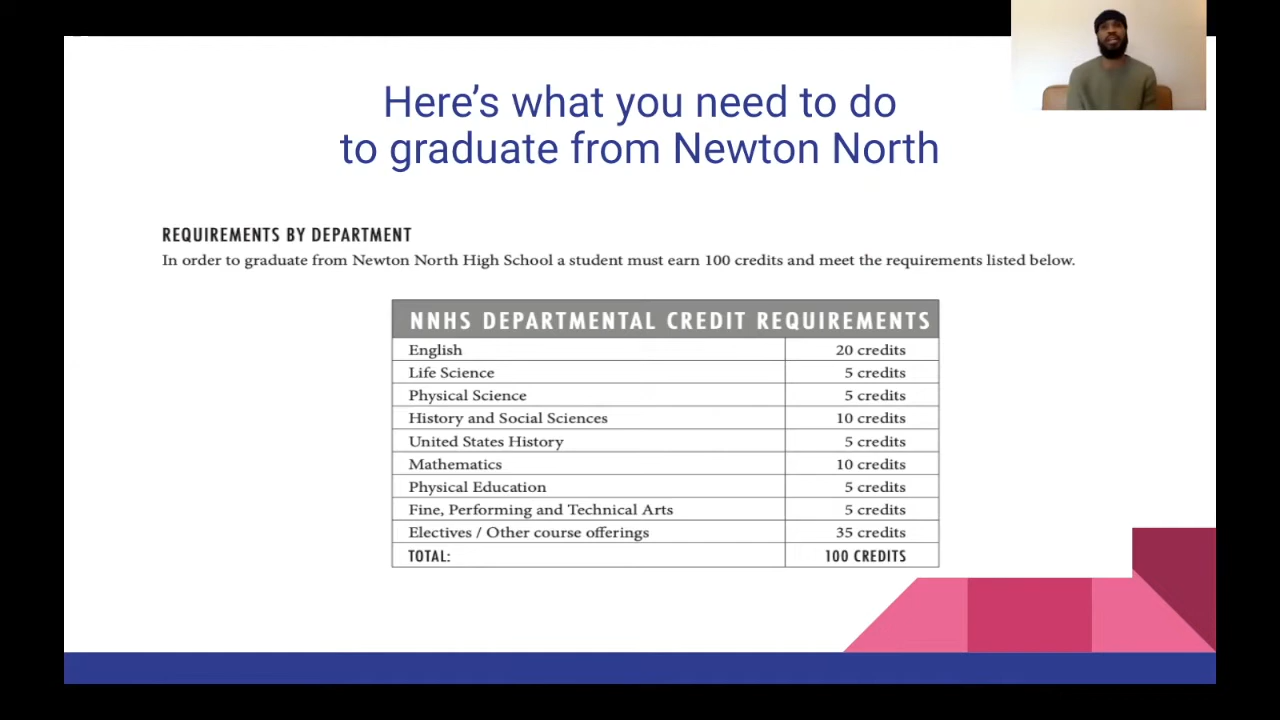 Here's what you need to do
to graduate from Newton North
REQUIREMENTS BY DEPARTMENT
In order to graduate from Newton North High School a student must earn 100 credits and meet the requirements listed below.
NNHS DEPARTMENTAL CREDIT REQUIREMENTS
English 20 credits
Life Science 5 credits
Physical Science 5 credits
History and Social Sciences 10 credits
United States History 5 credits
Mathematics 10 credits
Physical Education 5 credits
Fine, Performing and Technical Arts 5 credits
Electives / Other course offerings 35 credits
TOTAL: 100 CREDITS